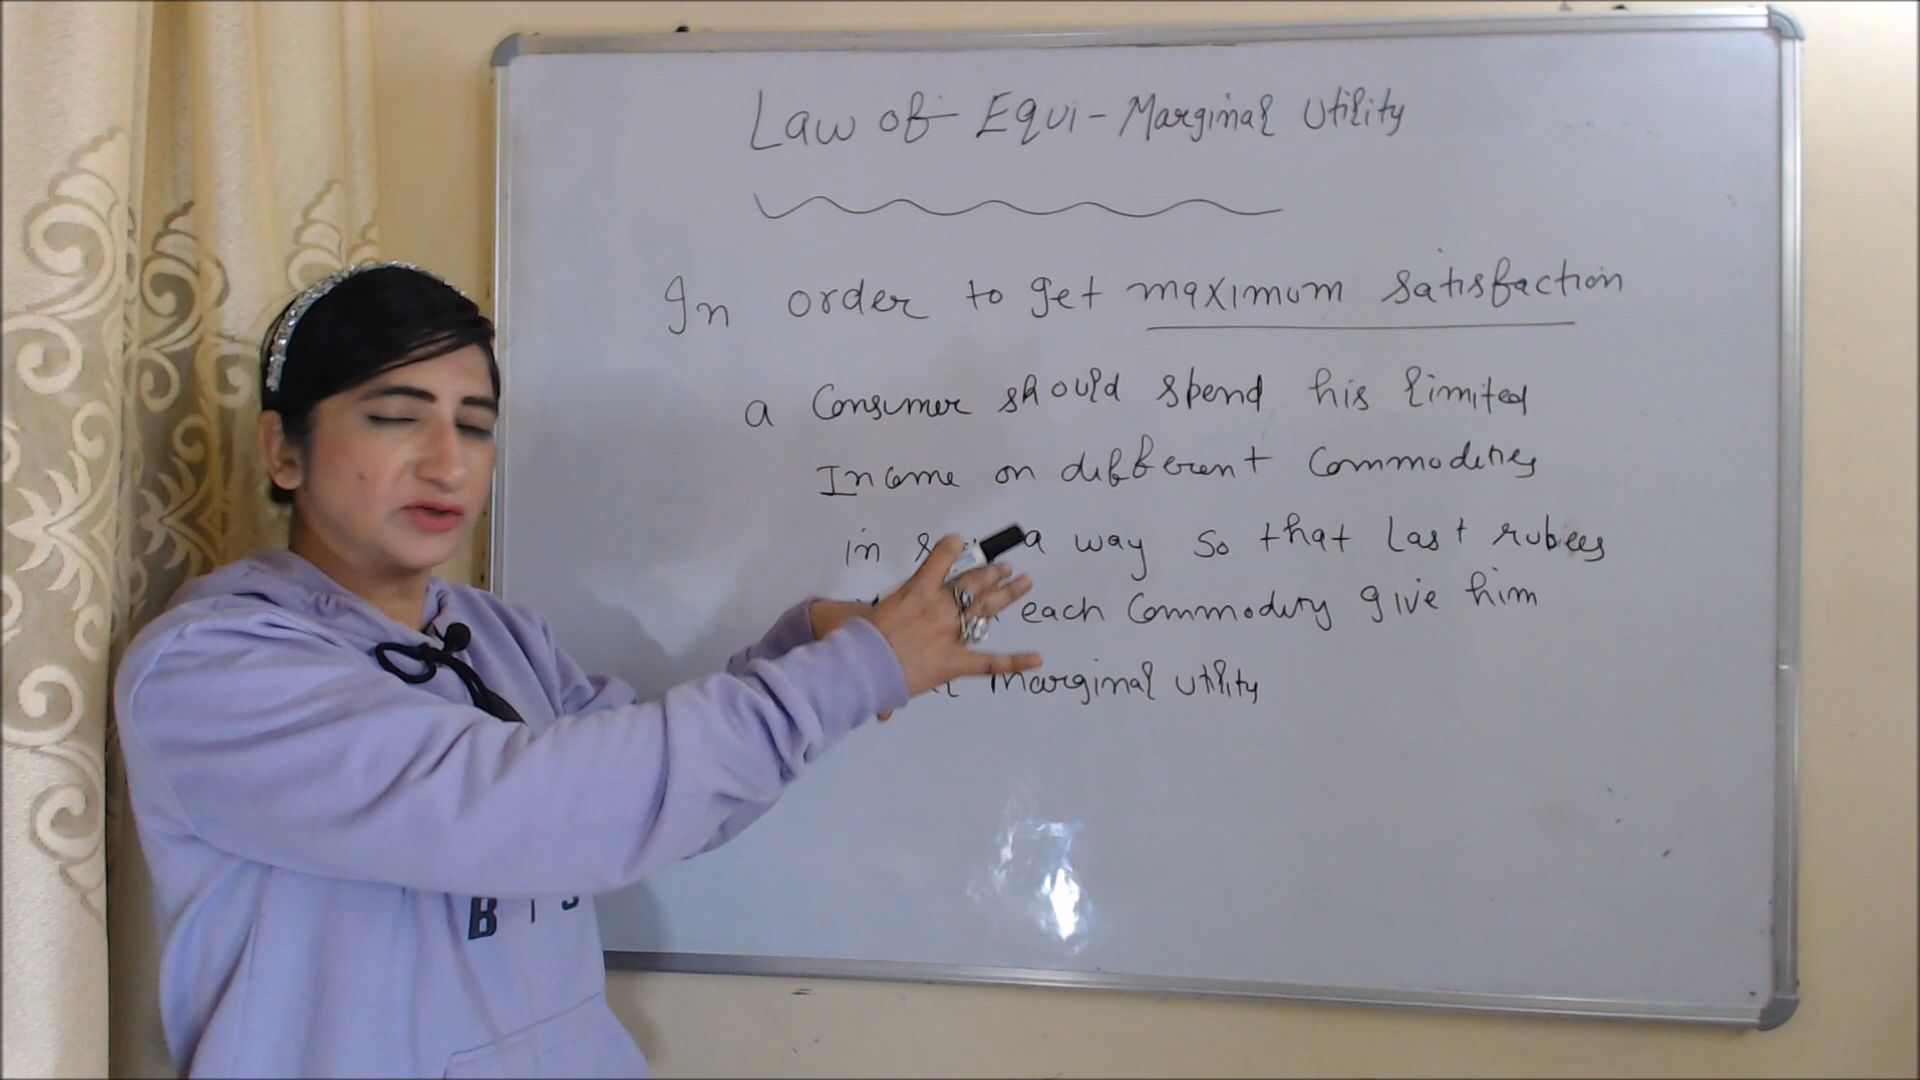 Law of Equi-Marginal Utility
In order to get maximum satisfaction
a Consumer should spend his limited
Income on different Commodities
in a way so that last rubees
each Commodity give him
marginal utility
B